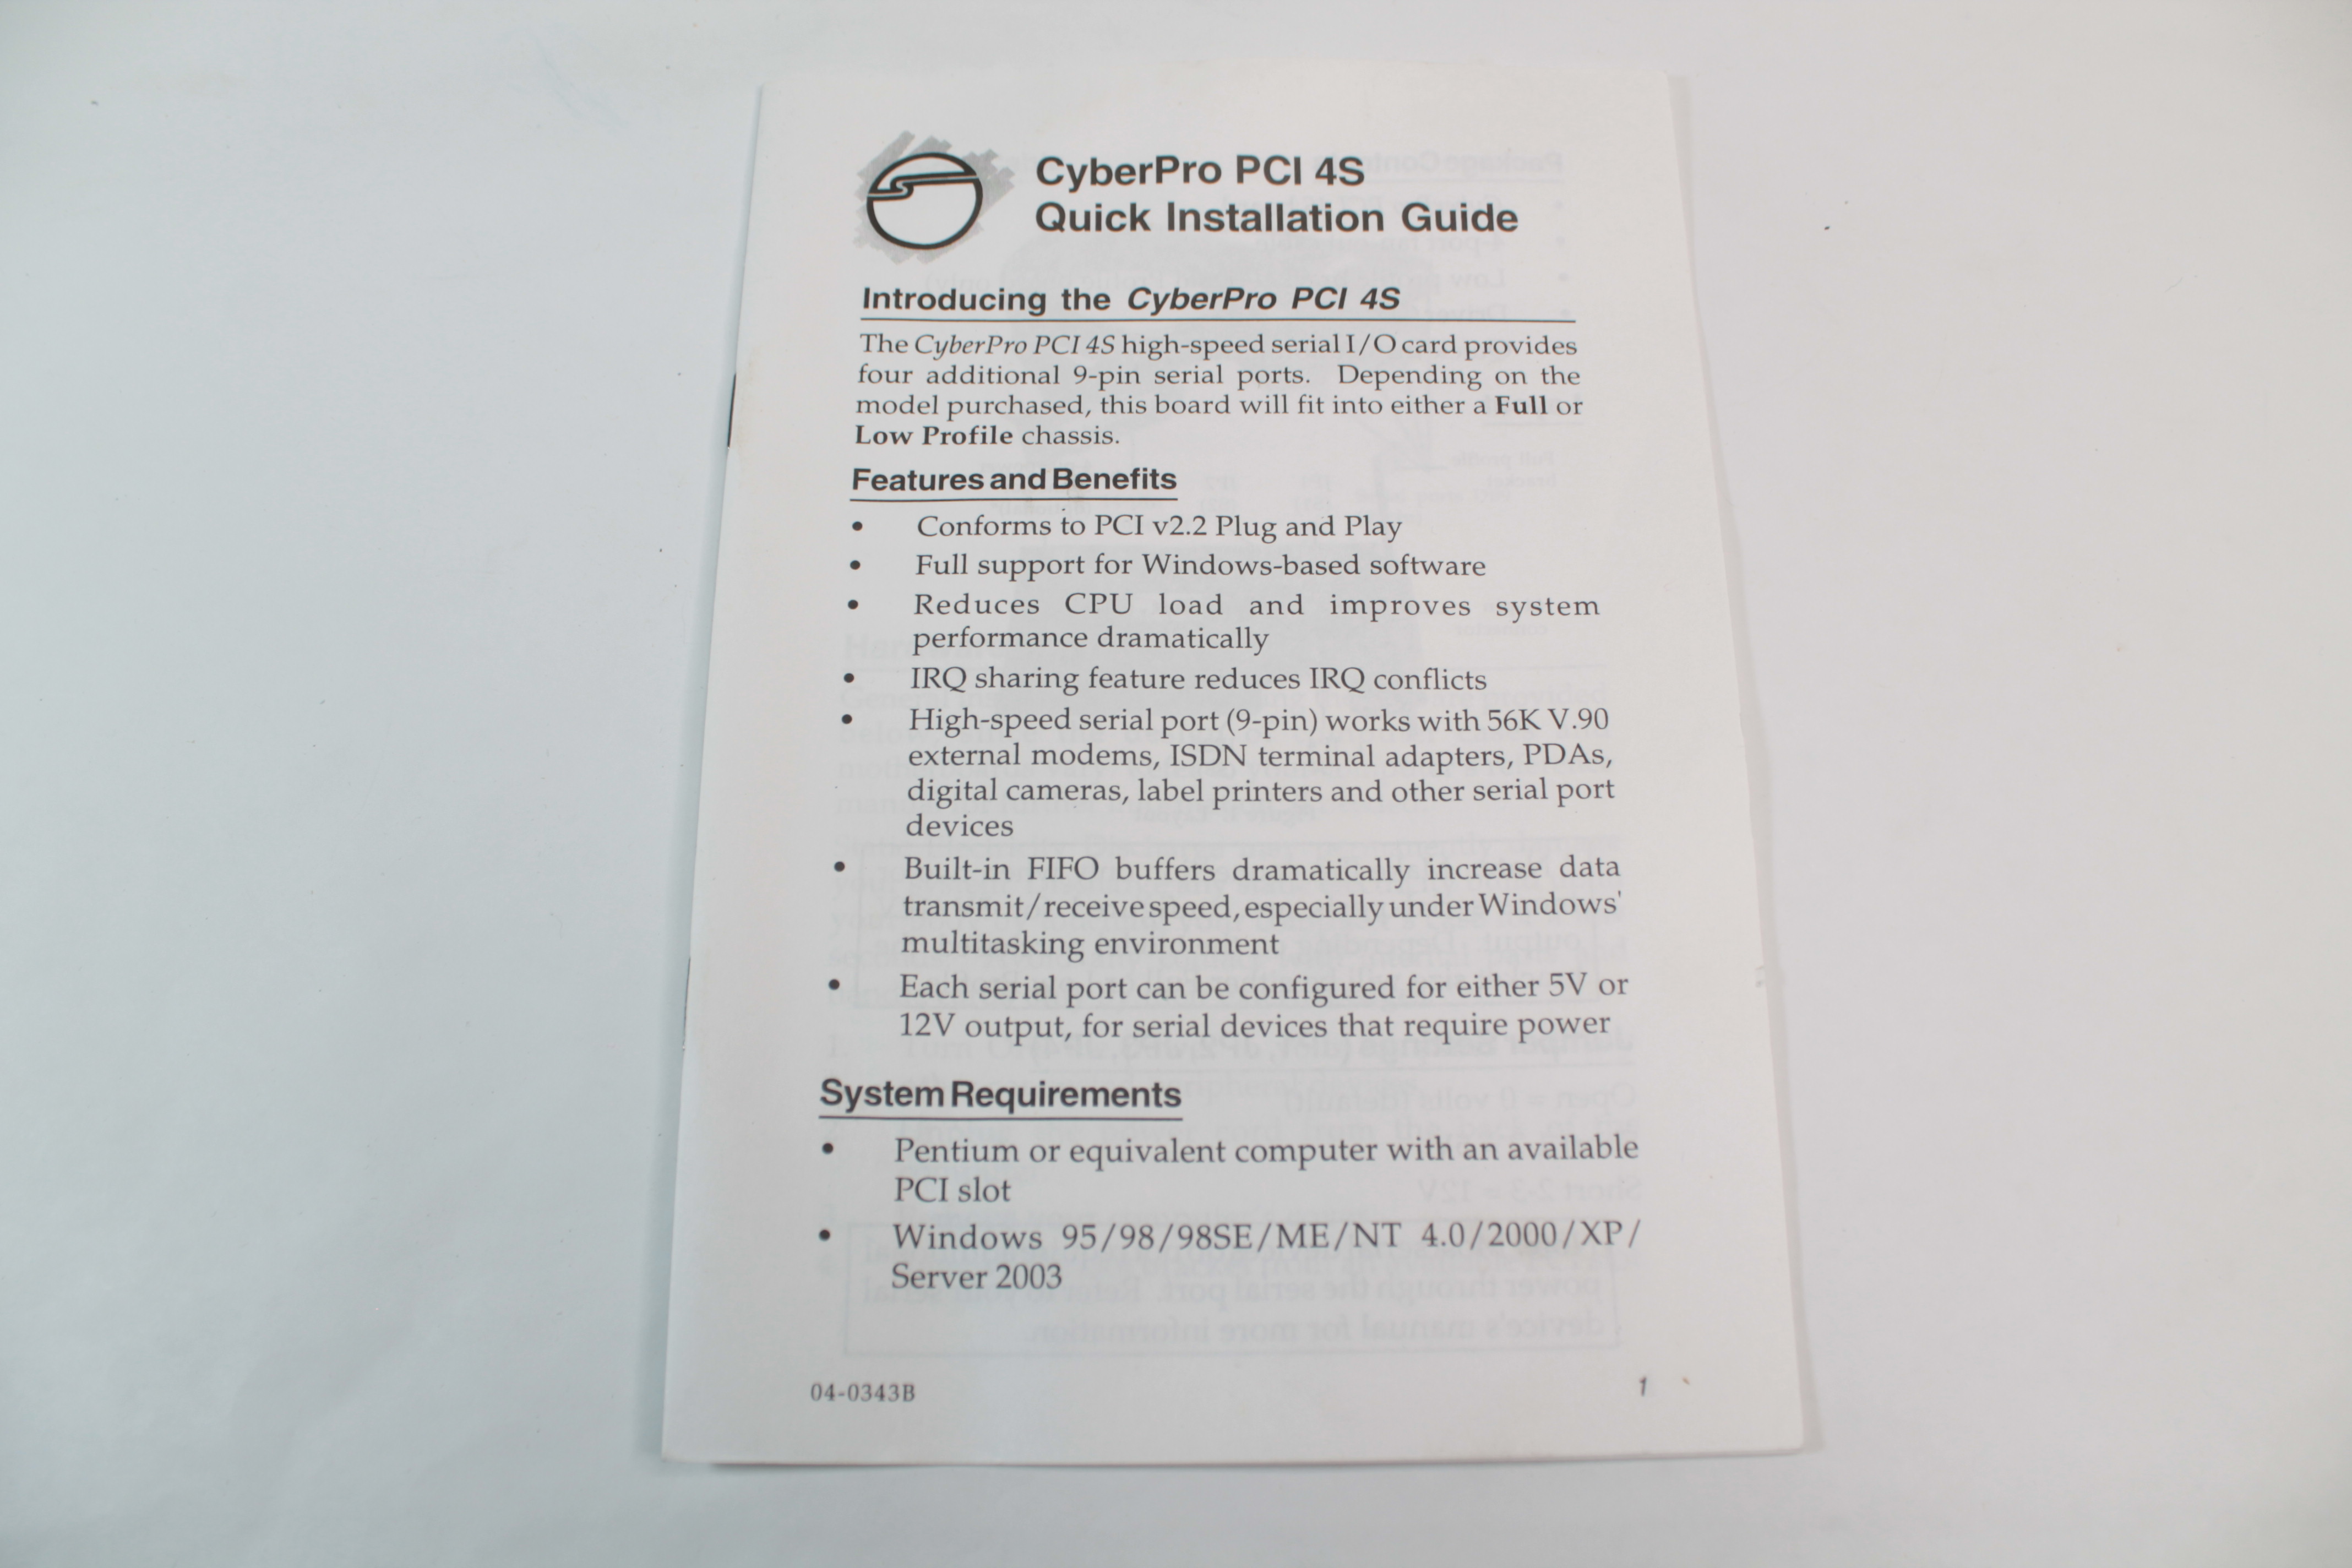 CyberPro PCI 4S
Quick Installation Guide
Introducing the CyberPro PCI 4S
The CyberPro PCI 4S high-speed serial I/O card provides
four additional 9-pin serial ports. Depending on the
model purchased, this board will fit into either a Full or
Low Profile chassis.
Features and Benefits
• Conforms to PCI v2.2 Plug and Play
• Full support for Windows-based software
• Reduces CPU load and improves system
performance dramatically
• IRQ sharing feature reduces IRQ conflicts
• High-speed serial port (9-pin) works with 56K V.90
external modems, ISDN terminal adapters, PDAs,
digital cameras, label printers and other serial port
devices
• Built-in FIFO buffers dramatically increase data
transmit/receive speed, especially under Windows'
multitasking environment
• Each serial port can be configured for either 5V or
12V output, for serial devices that require power
System Requirements
• Pentium or equivalent computer with an available
PCI slot
• Windows 95/98/98SE/ME/NT 4.0/2000/XP/
Server 2003
04-0343B
1